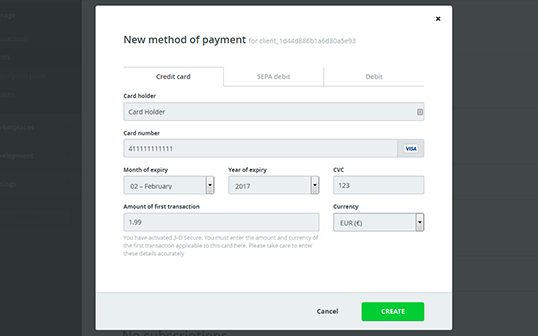 New method of payment for client_1d44d886b1a6d80a5e93
Credit card SEPA debit Debit
Card holder
Card Holder
Card number
411111111111 VISA
Month of expiry Year of expiry CVC
02 – February 2017 123
Amount of first transaction Currency
1.99 EUR (€)
You have activated 3-D Secure. You must enter the amount and currency of
the first transaction applicable to this card here. Please take care to enter
these details accurately.
Cancel CREATE
No subscriptions